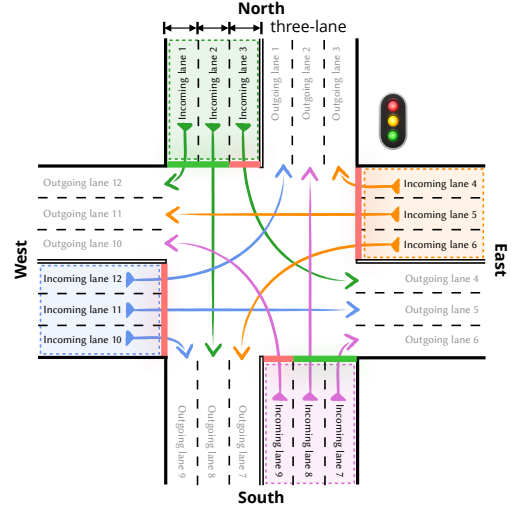 North
three-lane
Incoming lane 1
Incoming lane 2
Incoming lane 3
Outgoing lane 1
Outgoing lane 2
Outgoing lane 3
Outgoing lane 12
Outgoing lane 11
Outgoing lane 10
Incoming lane 4
Incoming lane 5
Incoming lane 6
West
East
Incoming lane 12
Incoming lane 11
Incoming lane 10
Outgoing lane 4
Outgoing lane 5
Outgoing lane 6
Outgoing lane 9
Outgoing lane 8
Outgoing lane 7
Incoming lane 9
Incoming lane 8
Incoming lane 7
South